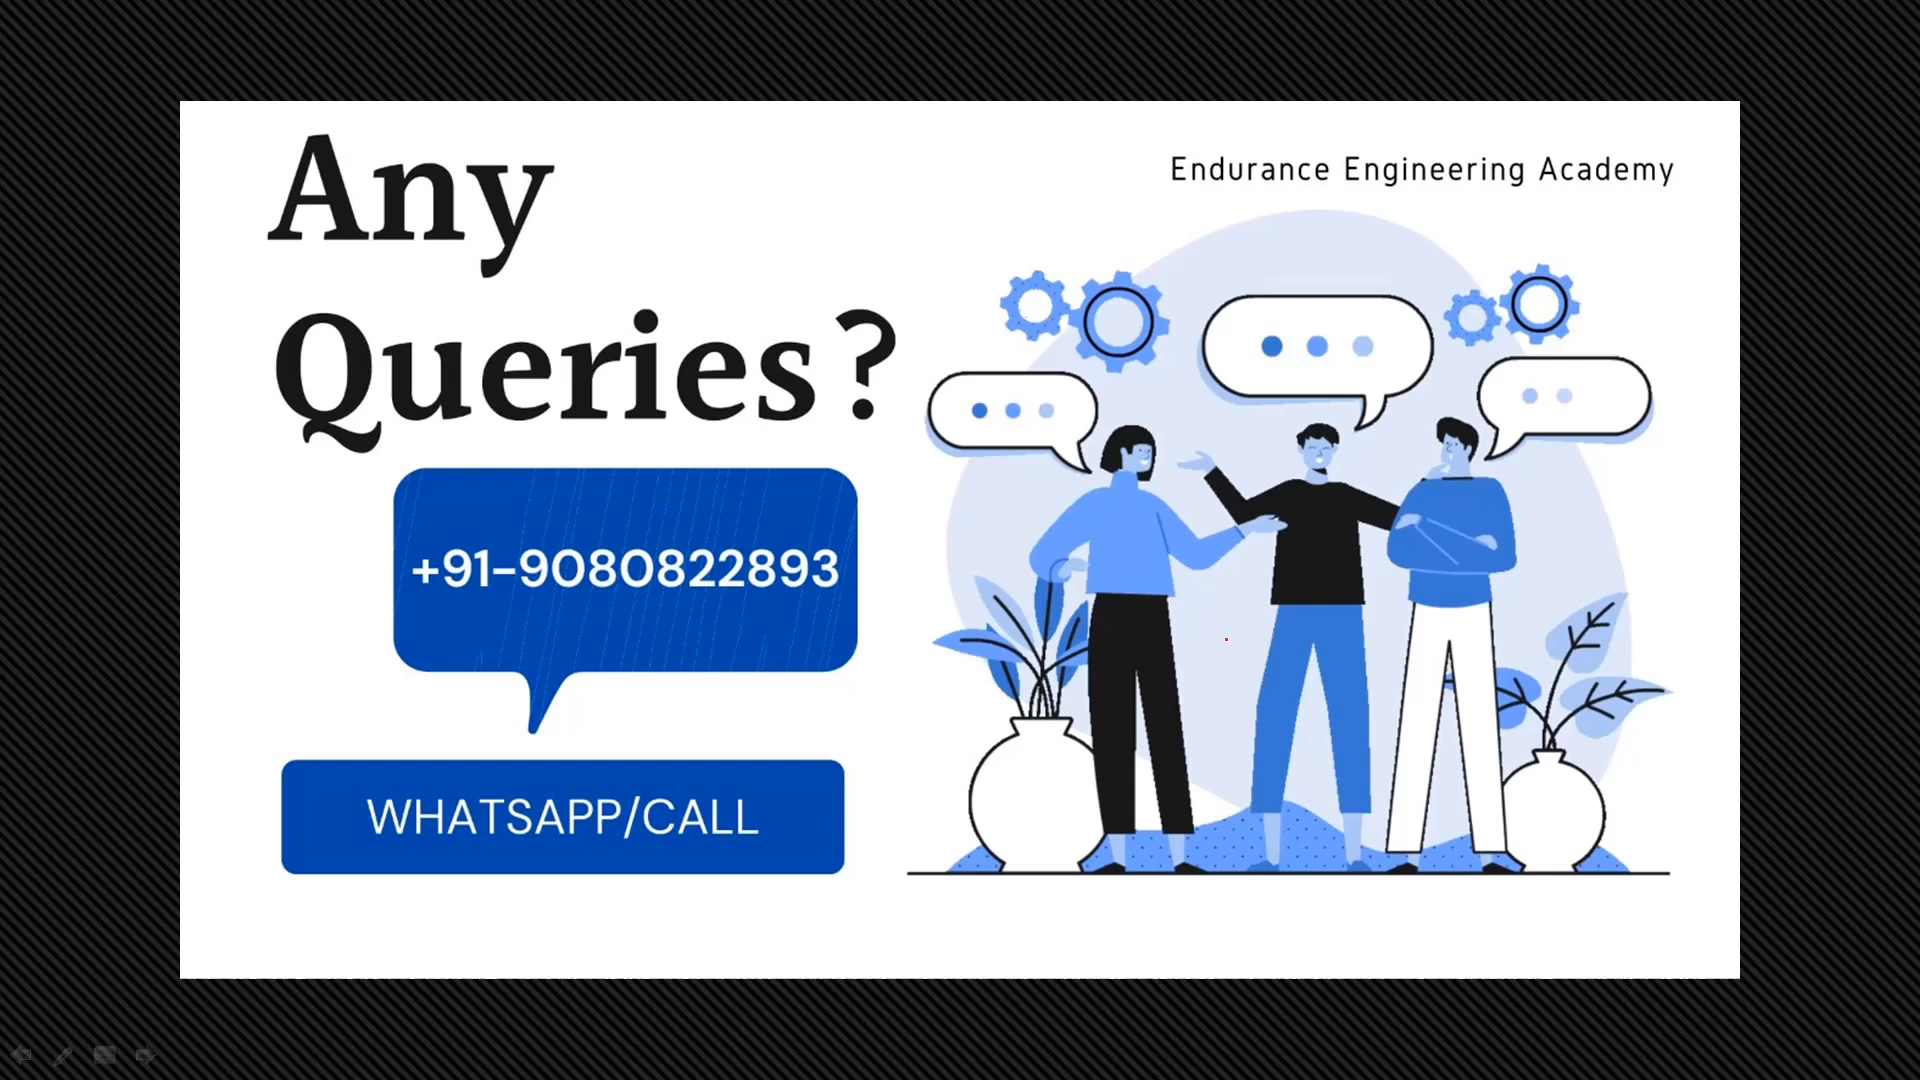 Any
Queries?
Endurance Engineering Academy
+91-9080822893
WHATSAPP/CALL